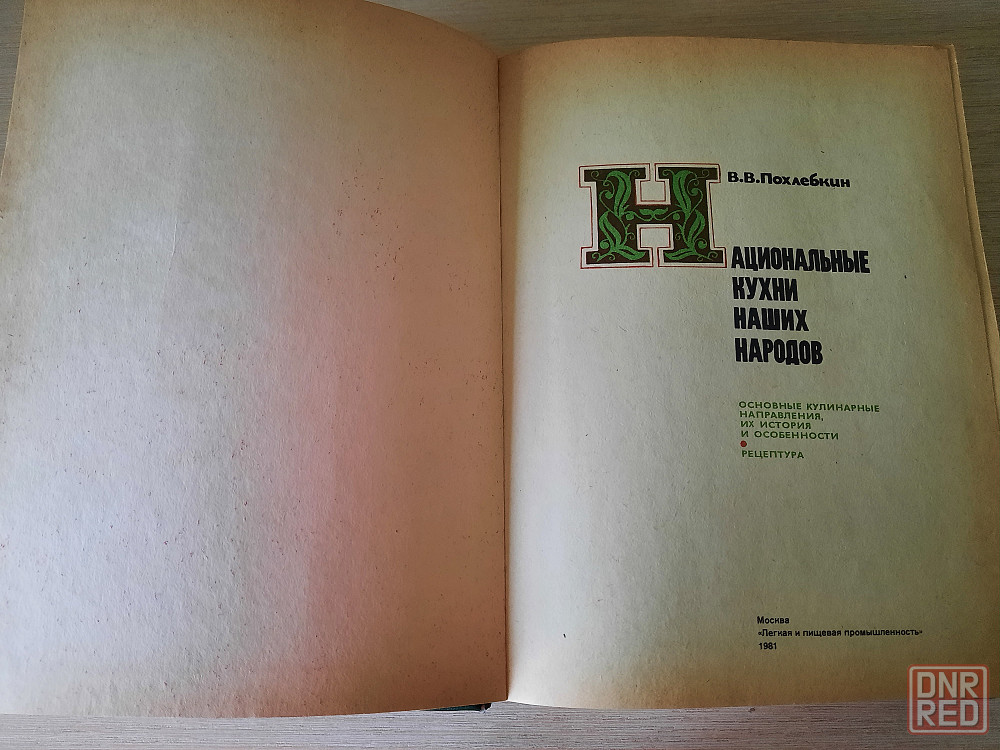 В.В.Похлебкин
НАЦИОНАЛЬНЫЕ
КУХНИ
НАШИХ
НАРОДОВ
ОСНОВНЫЕ КУЛИНАРНЫЕ
НАПРАВЛЕНИЯ,
ИХ ИСТОРИЯ
И ОСОБЕННОСТИ
РЕЦЕПТУРА
Москва
«Легкая и пищевая промышленность»
1981
DNR
RED